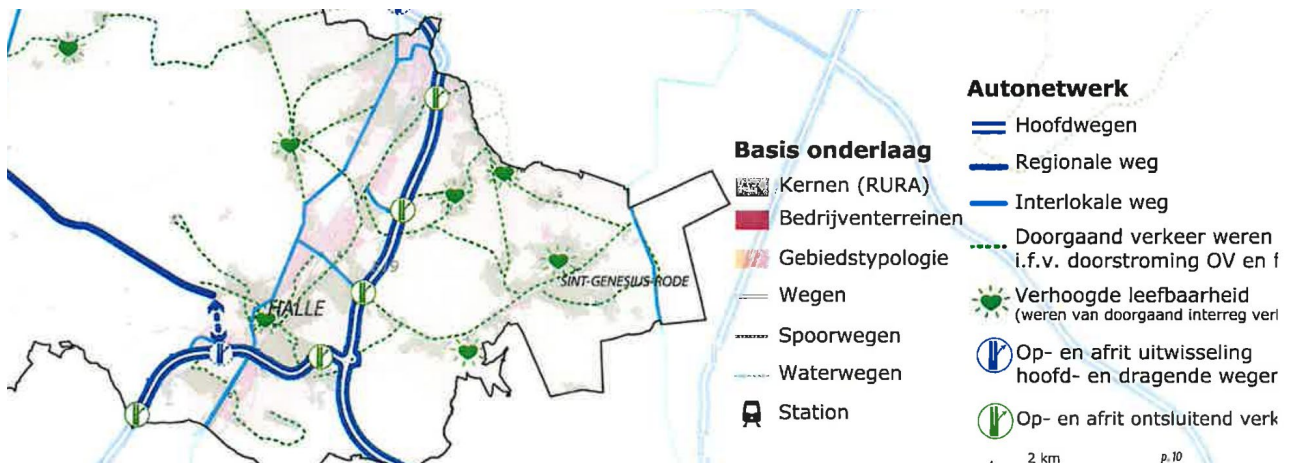 HALLE
SINT-GENESIUS-RODE
Basis onderlaag
Kernen (RURA)
Bedrijventerreinen
Gebiedstypologie
Wegen
Spoorwegen
Waterwegen
Station
Autonetwerk
Hoofdwegen
Regionale weg
Interlokale weg
Doorgaand verkeer weren
i.f.v. doorstroming OV en f
Verhoogde leefbaarheid
(weren van doorgaand interreg verl
Op- en afrit uitwisseling
hoofd- en dragende weger
Op- en afrit ontsluitend verk
2 km
p.10